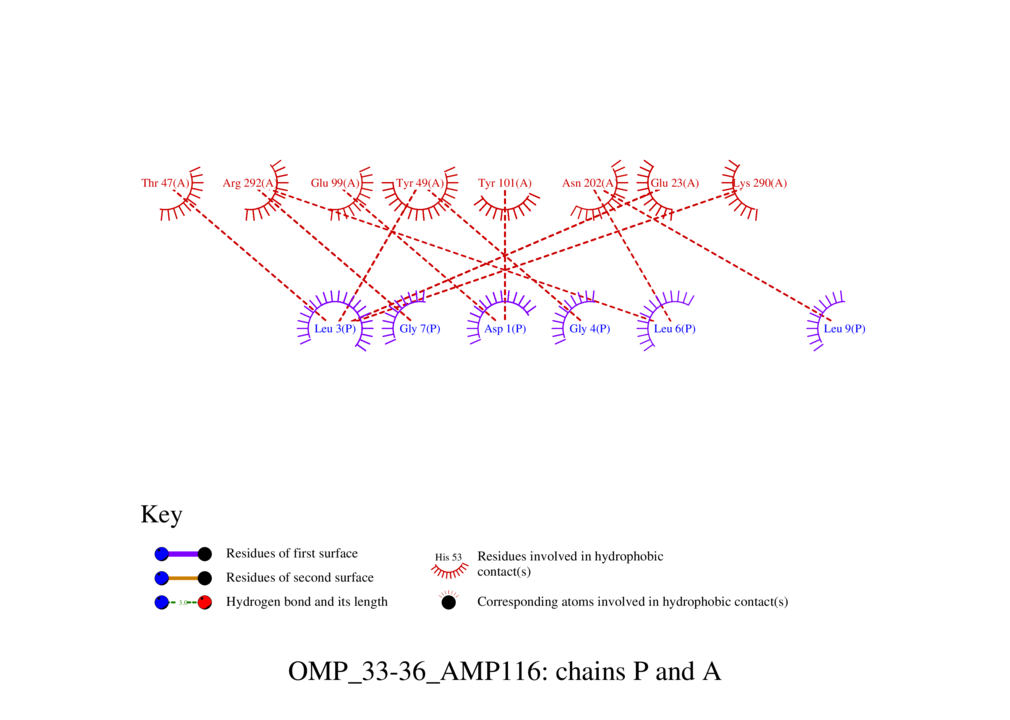 Thr 47(A) Arg 292(A) Glu 99(A) Tyr 49(A) Tyr 101(A) Asn 202(A) Glu 23(A) Lys 290(A)
Leu 3(P) Gly 7(P) Asp 1(P) Gly 4(P) Leu 6(P) Leu 9(P)
Key
Residues of first surface
Residues of second surface
3.0
Hydrogen bond and its length
His 53
Residues involved in hydrophobic
contact(s)
Corresponding atoms involved in hydrophobic contact(s)
OMP_33-36_AMP116: chains P and A